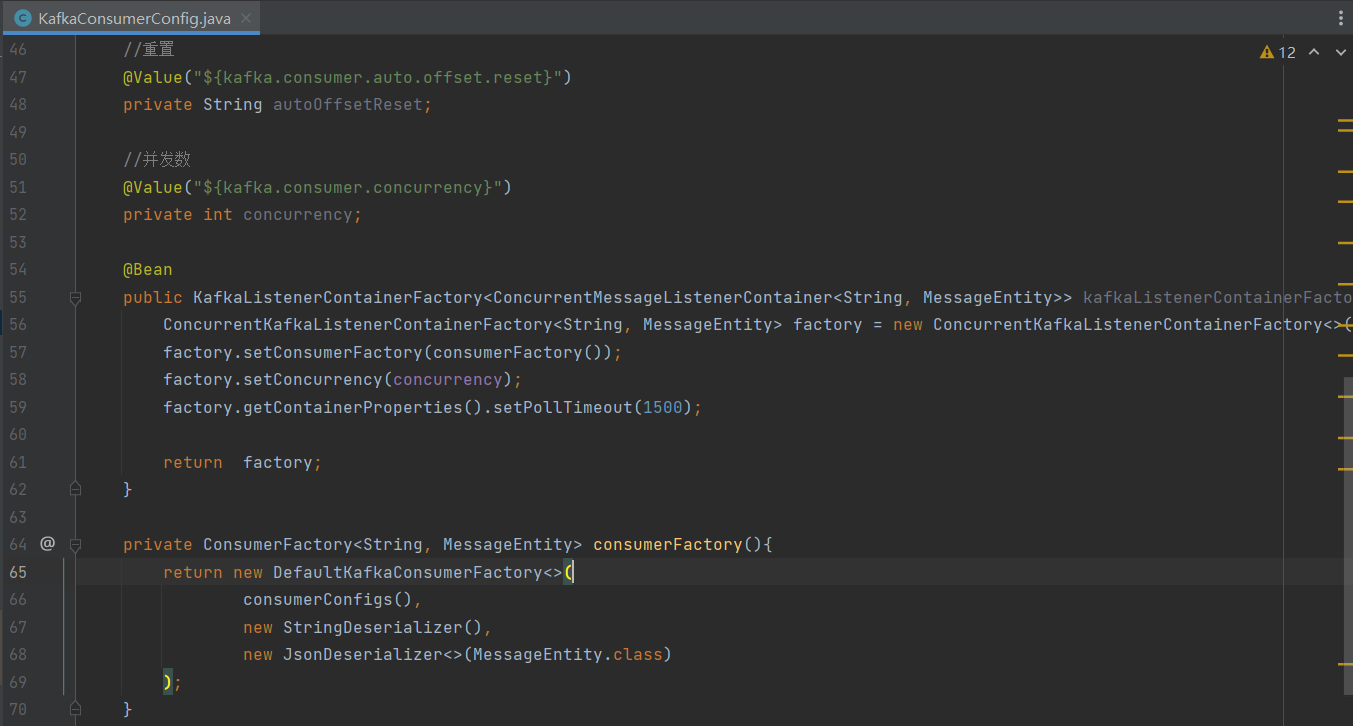 KafkaConsumerConfig.java
12
46 //重置
47 @Value("${kafka.consumer.auto.offset.reset}")
48 private String autoOffsetReset;
49
50 //并发数
51 @Value("${kafka.consumer.concurrency}")
52 private int concurrency;
53
54 @Bean
55 public KafkaListenerContainerFactory<ConcurrentMessageListenerContainer<String, MessageEntity>> kafkaListenerContainerFacto
56 ConcurrentKafkaListenerContainerFactory<String, MessageEntity> factory = new ConcurrentKafkaListenerContainerFactory<>(
57 factory.setConsumerFactory(consumerFactory());
58 factory.setConcurrency(concurrency);
59 factory.getContainerProperties().setPollTimeout(1500);
60
61 return  factory;
62 }
63
64 @ private ConsumerFactory<String, MessageEntity> consumerFactory(){
65 return new DefaultKafkaConsumerFactory<>(
66 consumerConfigs(),
67 new StringDeserializer(),
68 new JsonDeserializer<>(MessageEntity.class)
69 );
70 }